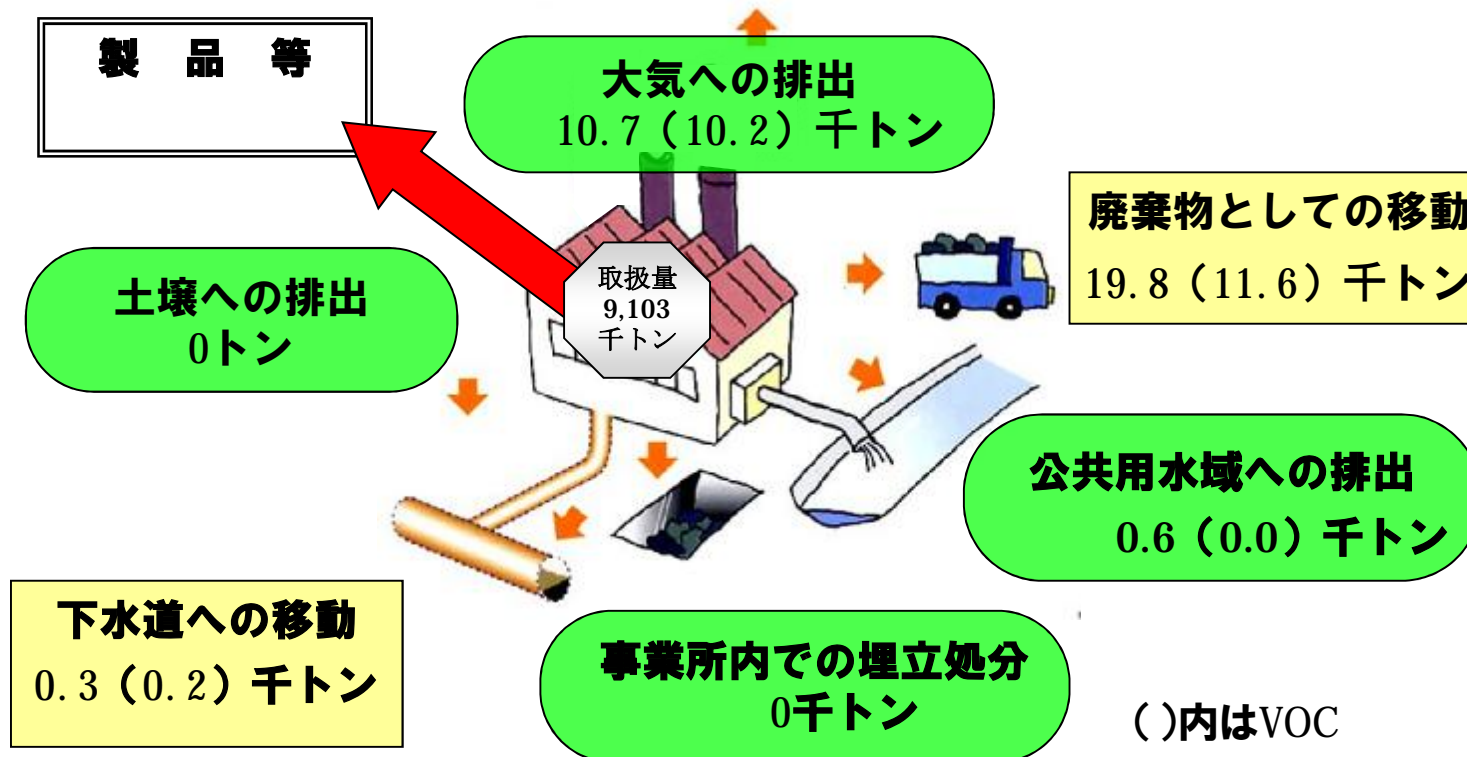 製 品 等
大気への排出
10.7（10.2）千トン
廃棄物としての移動
19.8（11.6）千トン
取扱量
9,103
千トン
土壌への排出
0トン
公共用水域への排出
0.6（0.0）千トン
下水道への移動
0.3（0.2）千トン
事業所内での埋立処分
0千トン
（ ）内はVOC